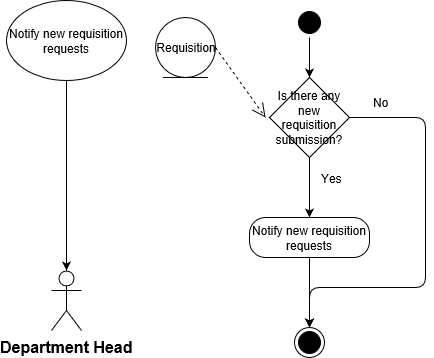 Notify new requisition
requests
Requisition
Is there any
new
requisition
submission?
No
Yes
Notify new requisition
requests
Department Head